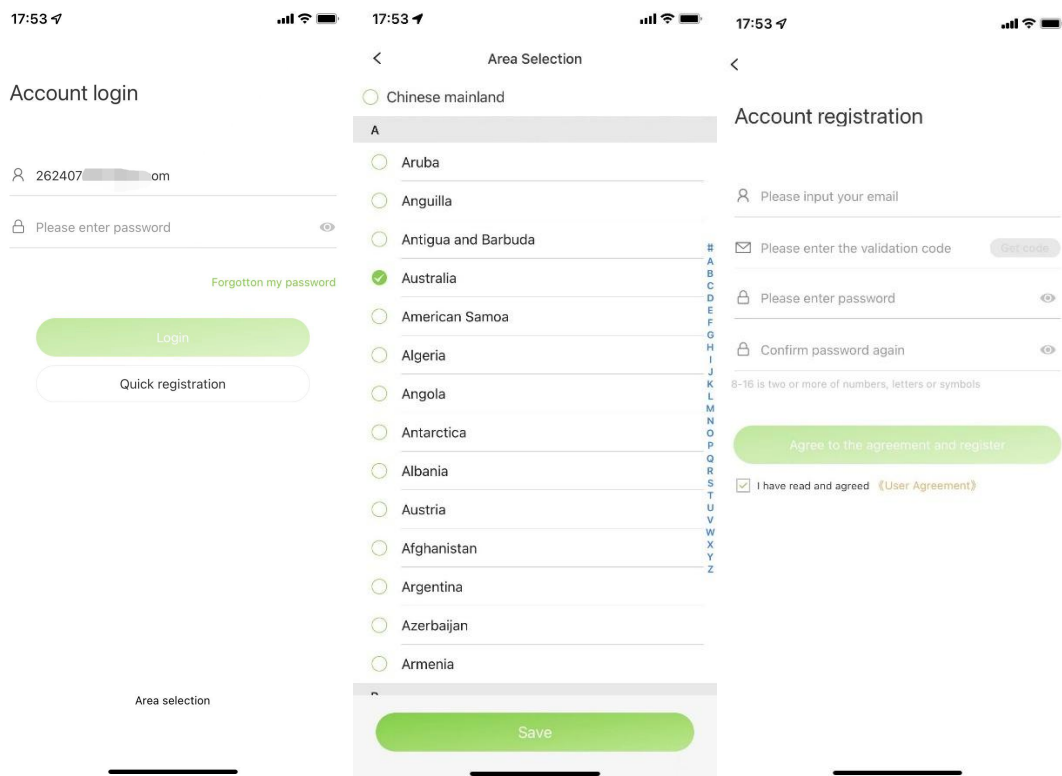 17:53
Account login
262407 om
Please enter password
Forgotton my password
Login
Quick registration
Area selection
17:53
Area Selection
Chinese mainland
A
Aruba
Anguilla
Antigua and Barbuda
Australia
American Samoa
Algeria
Angola
Antarctica
Albania
Austria
Afghanistan
Argentina
Azerbaijan
Armenia
#
A
B
C
D
E
F
G
H
I
J
K
L
M
N
O
P
Q
R
S
T
U
V
W
X
Y
Z
Save
17:53
Account registration
Please input your email
Please enter the validation code Get code
Please enter password
Confirm password again
8-16 is two or more of numbers, letters or symbols
Agree to the agreement and register
I have read and agreed 《User Agreement》